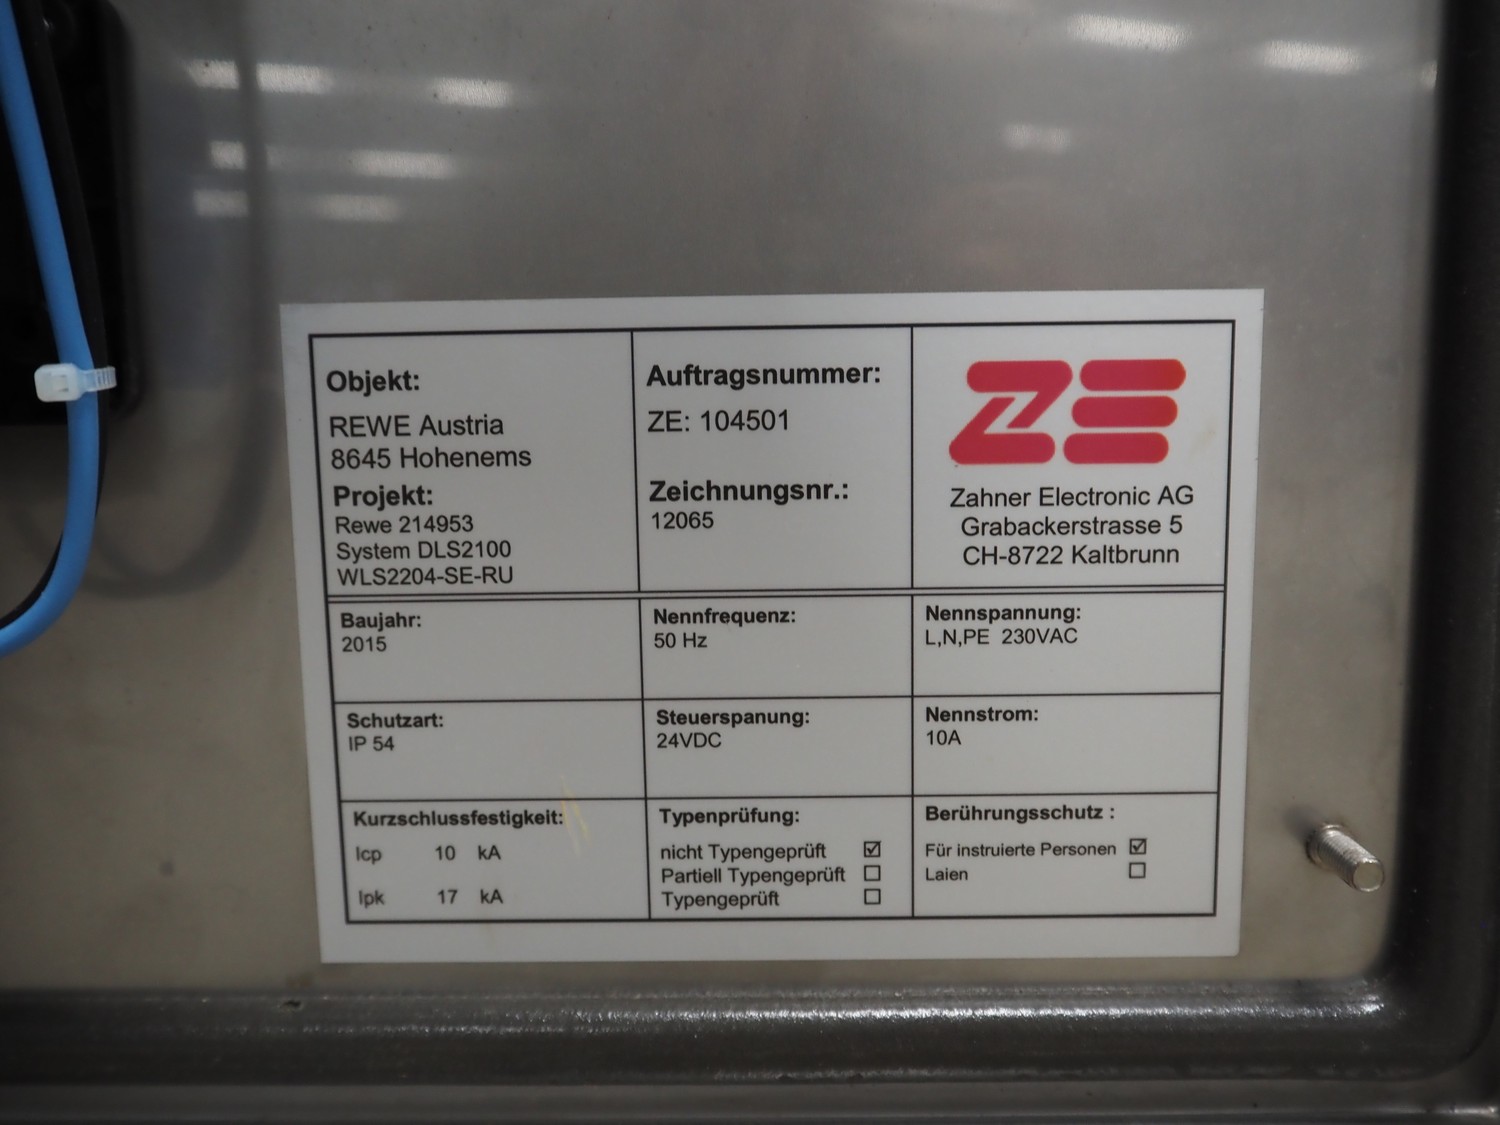 Objekt:
REWE Austria
8645 Hohenems
Projekt:
Rewe 214953
System DLS2100
WLS2204-SE-RU
Auftragsnummer:
ZE: 104501
Zeichnungsnr.:
12065
ZE
Zahner Electronic AG
Grabackerstrasse 5
CH-8722 Kaltbrunn
Baujahr:
2015
Nennfrequenz:
50 Hz
Nennspannung:
L,N,PE 230VAC
Schutzart:
IP 54
Steuerspanung:
24VDC
Nennstrom:
10A
Kurzschlussfestigkeit:
Icp 10 kA
Ipk 17 kA
Typenprüfung:
nicht Typengeprüft ☑
Partiell Typengeprüft ☐
Typengeprüft ☐
Berührungsschutz :
Für instruierte Personen ☑
Laien ☐